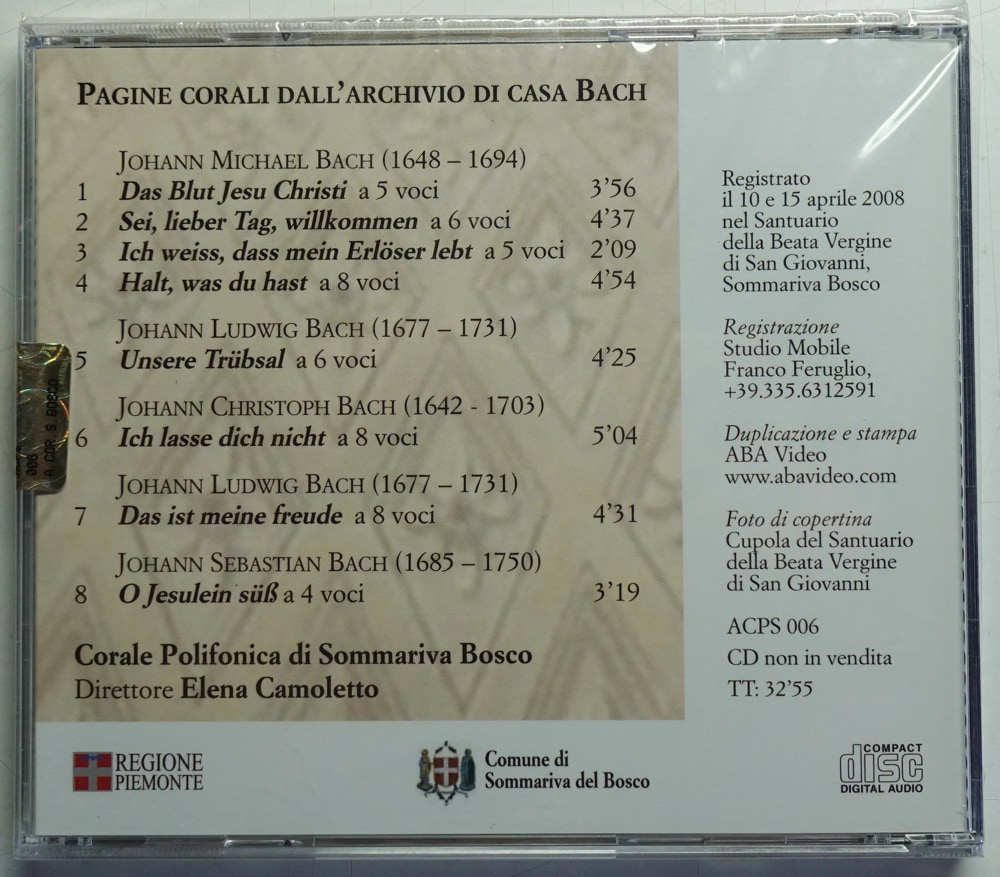 PAGINE CORALI DALL'ARCHIVIO DI CASA BACH
JOHANN MICHAEL BACH (1648 – 1694)
1 Das Blut Jesu Christi a 5 voci 3'56
2 Sei, lieber Tag, willkommen a 6 voci 4'37
3 Ich weiss, dass mein Erlöser lebt a 5 voci 2'09
4 Halt, was du hast a 8 voci 4'54
JOHANN LUDWIG BACH (1677 – 1731)
5 Unsere Trübsal a 6 voci 4'25
JOHANN CHRISTOPH BACH (1642 - 1703)
6 Ich lasse dich nicht a 8 voci 5'04
JOHANN LUDWIG BACH (1677 – 1731)
7 Das ist meine freude a 8 voci 4'31
JOHANN SEBASTIAN BACH (1685 – 1750)
8 O Jesulein süß a 4 voci 3'19
Corale Polifonica di Sommariva Bosco
Direttore Elena Camoletto
Registrato
il 10 e 15 aprile 2008
nel Santuario
della Beata Vergine
di San Giovanni,
Sommariva Bosco
Registrazione
Studio Mobile
Franco Feruglio,
+39.335.6312591
Duplicazione e stampa
ABA Video
www.abavideo.com
Foto di copertina
Cupola del Santuario
della Beata Vergine
di San Giovanni
ACPS 006
CD non in vendita
TT: 32'55
REGIONE
PIEMONTE
Comune di
Sommariva del Bosco
COMPACT
disc
DIGITAL AUDIO
006
A COR S BOSCO